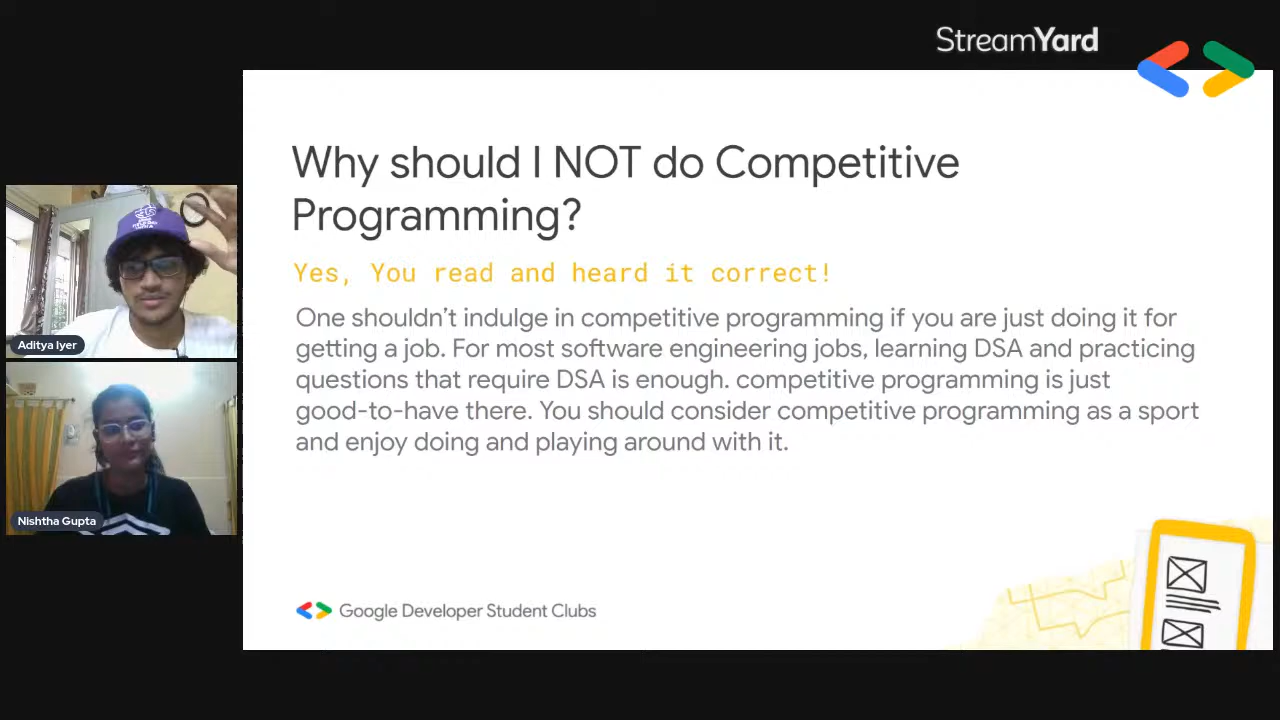 StreamYard
Why should I NOT do Competitive
Programming?
Yes, You read and heard it correct!
One shouldn't indulge in competitive programming if you are just doing it for
getting a job. For most software engineering jobs, learning DSA and practicing
questions that require DSA is enough. competitive programming is just
good-to-have there. You should consider competitive programming as a sport
and enjoy doing and playing around with it.
Aditya Iyer
Nishtha Gupta
Google Developer Student Clubs